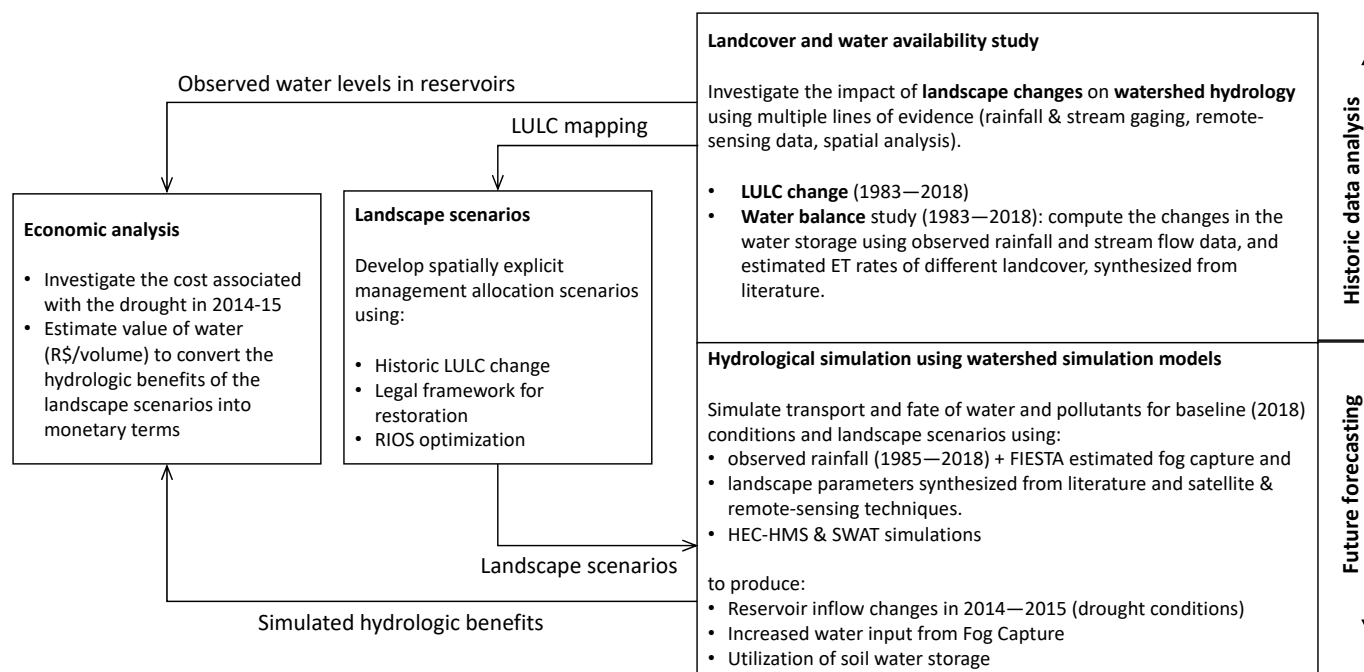 Landcover and water availability study
Investigate the impact of landscape changes on watershed hydrology
using multiple lines of evidence (rainfall & stream gaging, remote-
sensing data, spatial analysis).
• LULC change (1983—2018)
• Water balance study (1983—2018): compute the changes in the
water storage using observed rainfall and stream flow data, and
estimated ET rates of different landcover, synthesized from
literature.
Historic data analysis
Observed water levels in reservoirs
LULC mapping
Economic analysis
• Investigate the cost associated
with the drought in 2014-15
• Estimate value of water
(R$/volume) to convert the
hydrologic benefits of the
landscape scenarios into
monetary terms
Landscape scenarios
Develop spatially explicit
management allocation scenarios
using:
• Historic LULC change
• Legal framework for
restoration
• RIOS optimization
Hydrological simulation using watershed simulation models
Simulate transport and fate of water and pollutants for baseline (2018)
conditions and landscape scenarios using:
• observed rainfall (1985—2018) + FIESTA estimated fog capture and
• landscape parameters synthesized from literature and satellite &
remote-sensing techniques.
• HEC-HMS & SWAT simulations
to produce:
• Reservoir inflow changes in 2014—2015 (drought conditions)
• Increased water input from Fog Capture
• Utilization of soil water storage
Future forecasting
Landscape scenarios
Simulated hydrologic benefits